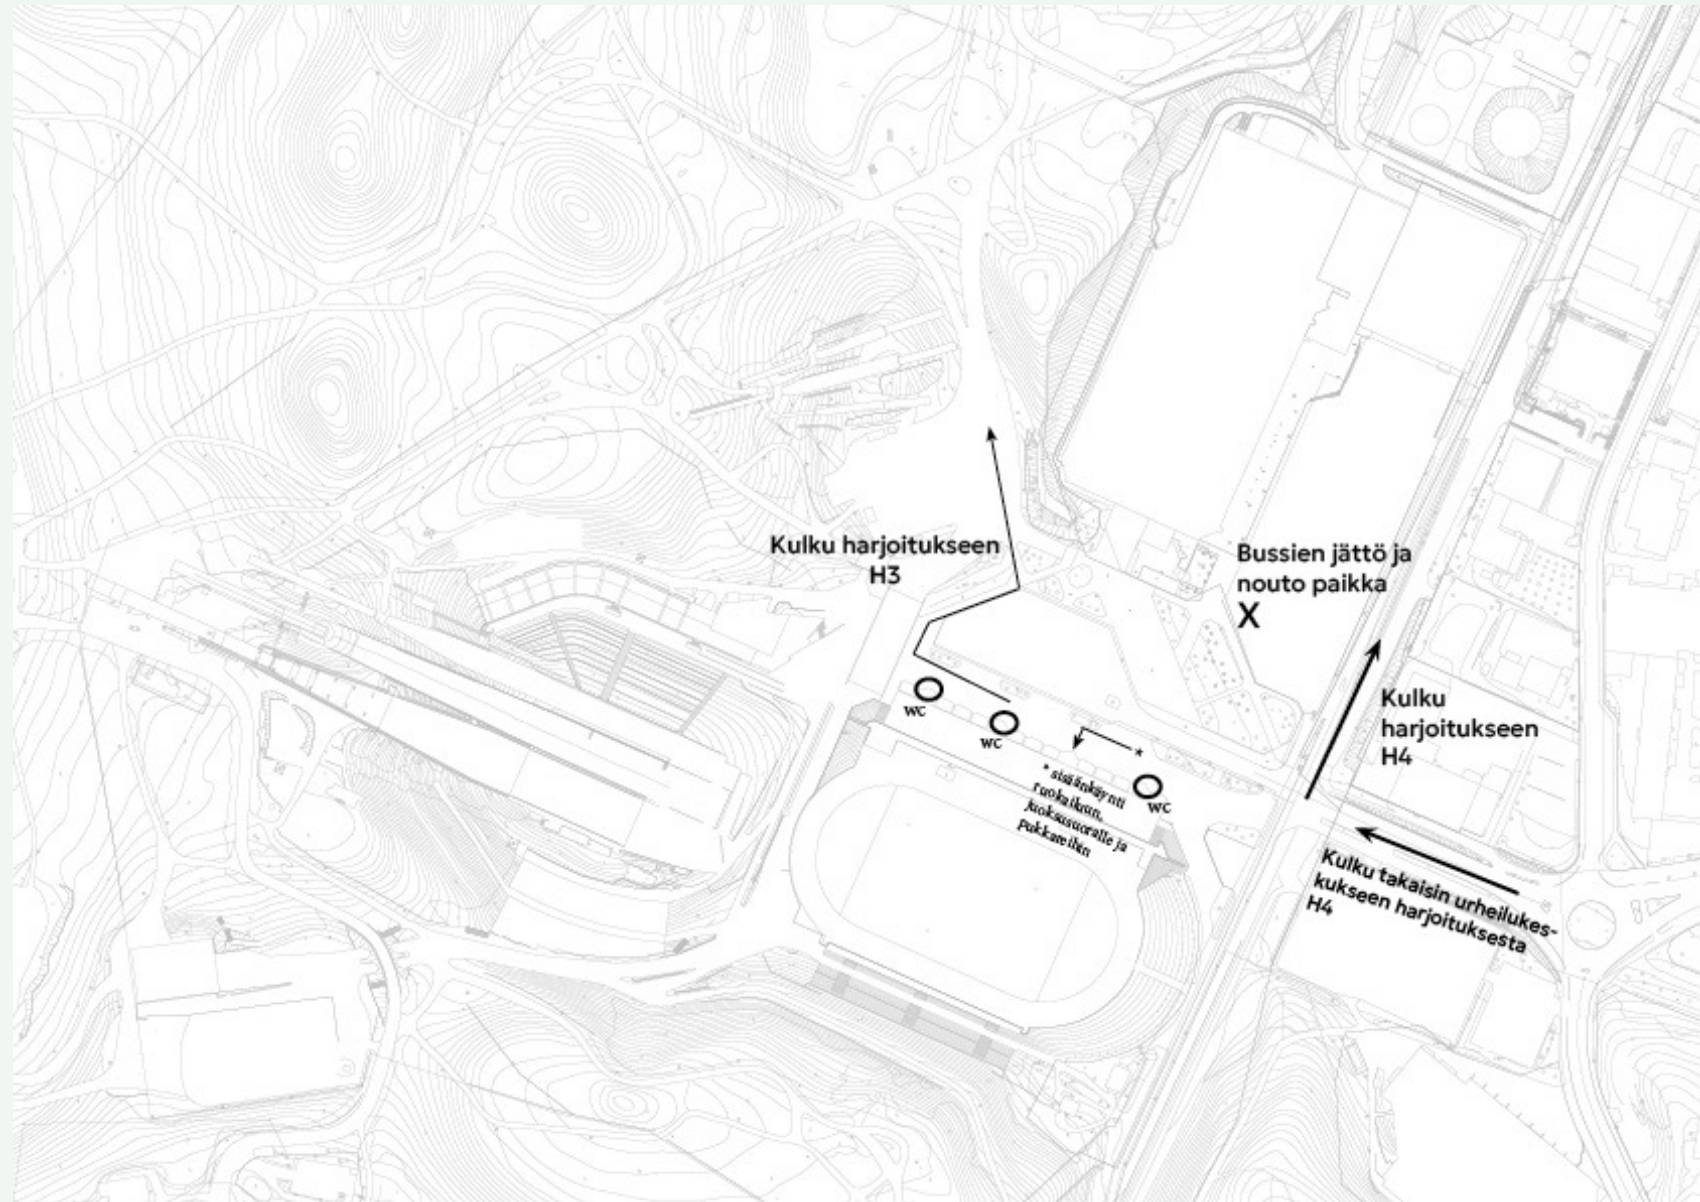 Kulku harjoitukseen
H3
Bussien jättö ja
nouto paikka
X
Kulku
harjoitukseen
H4
WC
WC
*
* sisäänkäynti
ruokailuun,
juoksusuoralle ja
pukkareihin
WC
Kulku takaisin urheilukes-
kukseen harjoituksesta
H4